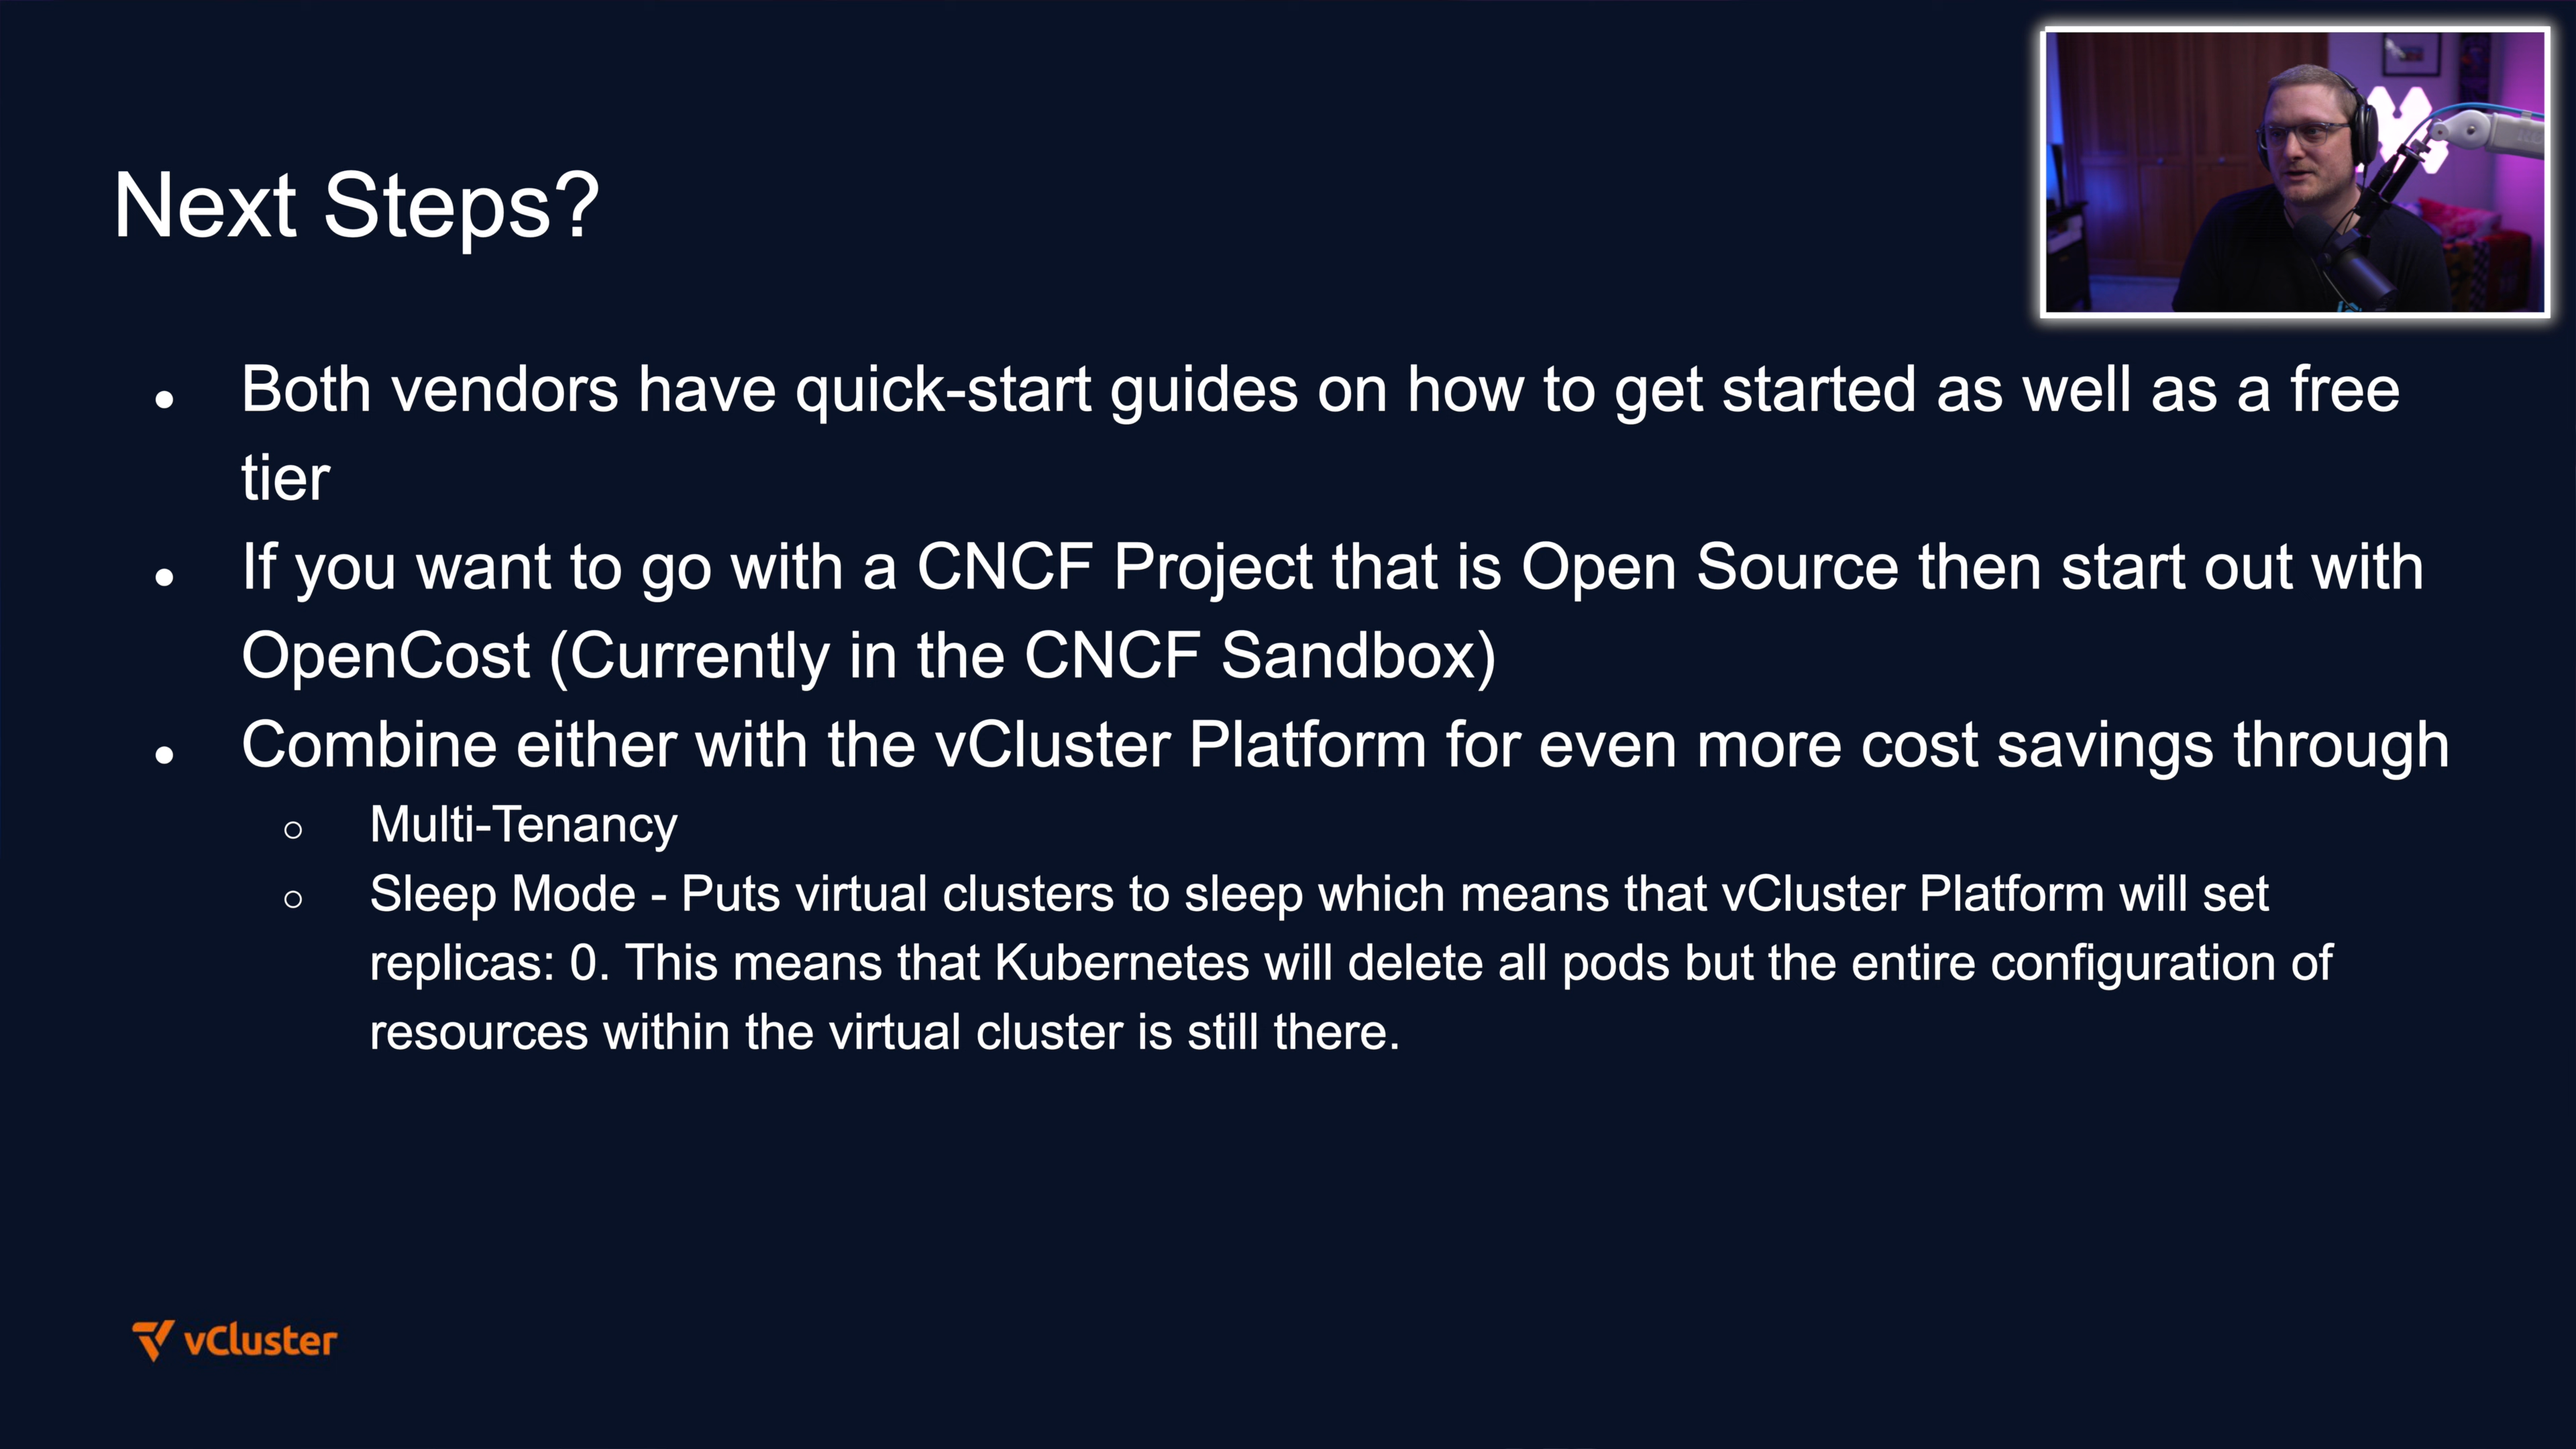 Next Steps?
Both vendors have quick-start guides on how to get started as well as a free
tier
If you want to go with a CNCF Project that is Open Source then start out with
OpenCost (Currently in the CNCF Sandbox)
Combine either with the vCluster Platform for even more cost savings through
Multi-Tenancy
Sleep Mode - Puts virtual clusters to sleep which means that vCluster Platform will set
replicas: 0. This means that Kubernetes will delete all pods but the entire configuration of
resources within the virtual cluster is still there.
vCluster